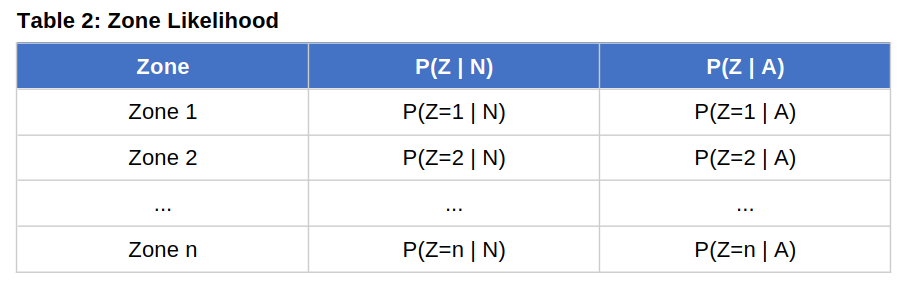 Table 2: Zone Likelihood
Zone P(Z | N) P(Z | A)
Zone 1 P(Z=1 | N) P(Z=1 | A)
Zone 2 P(Z=2 | N) P(Z=2 | A)
... ... ...
Zone n P(Z=n | N) P(Z=n | A)